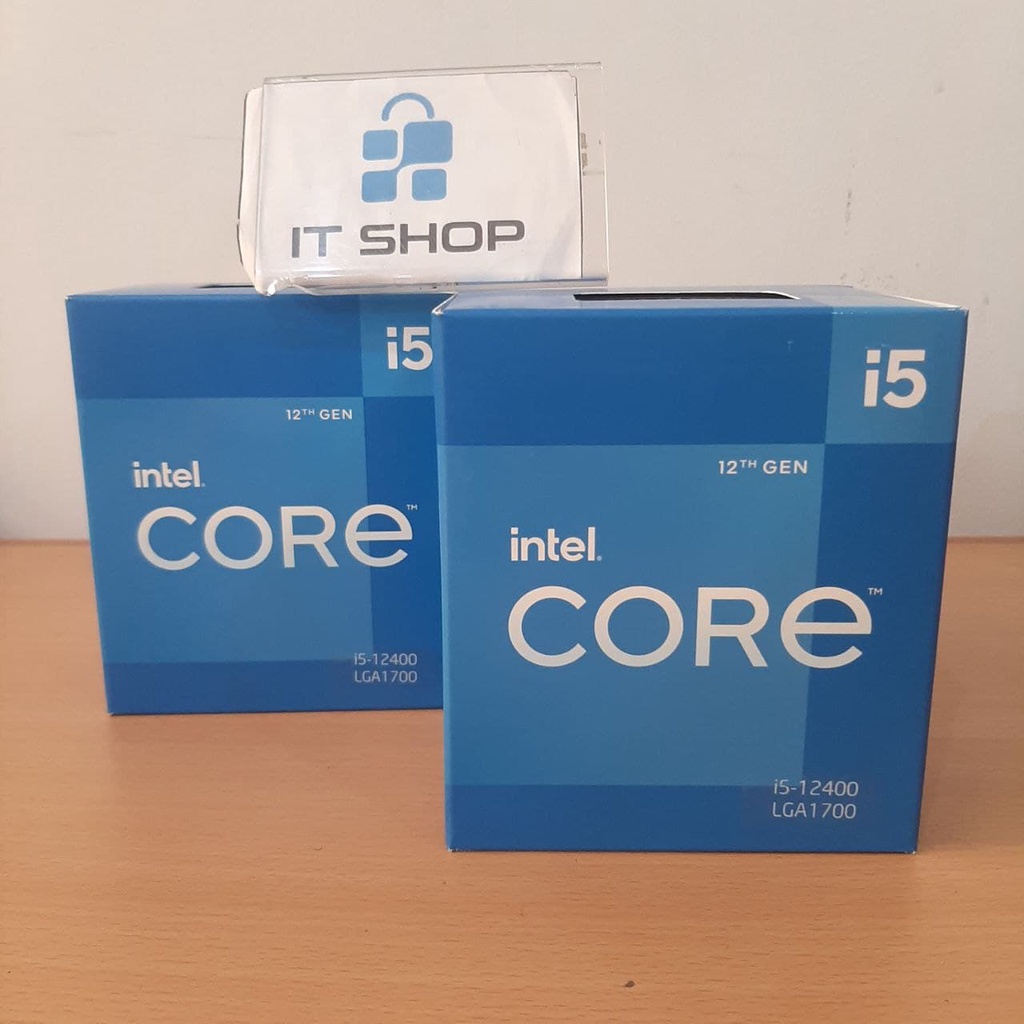 IT SHOP
i5
12TH GEN
intel.
CORe™
i5-12400
LGA1700
i5
12TH GEN
intel.
CORe™
i5-12400
LGA1700